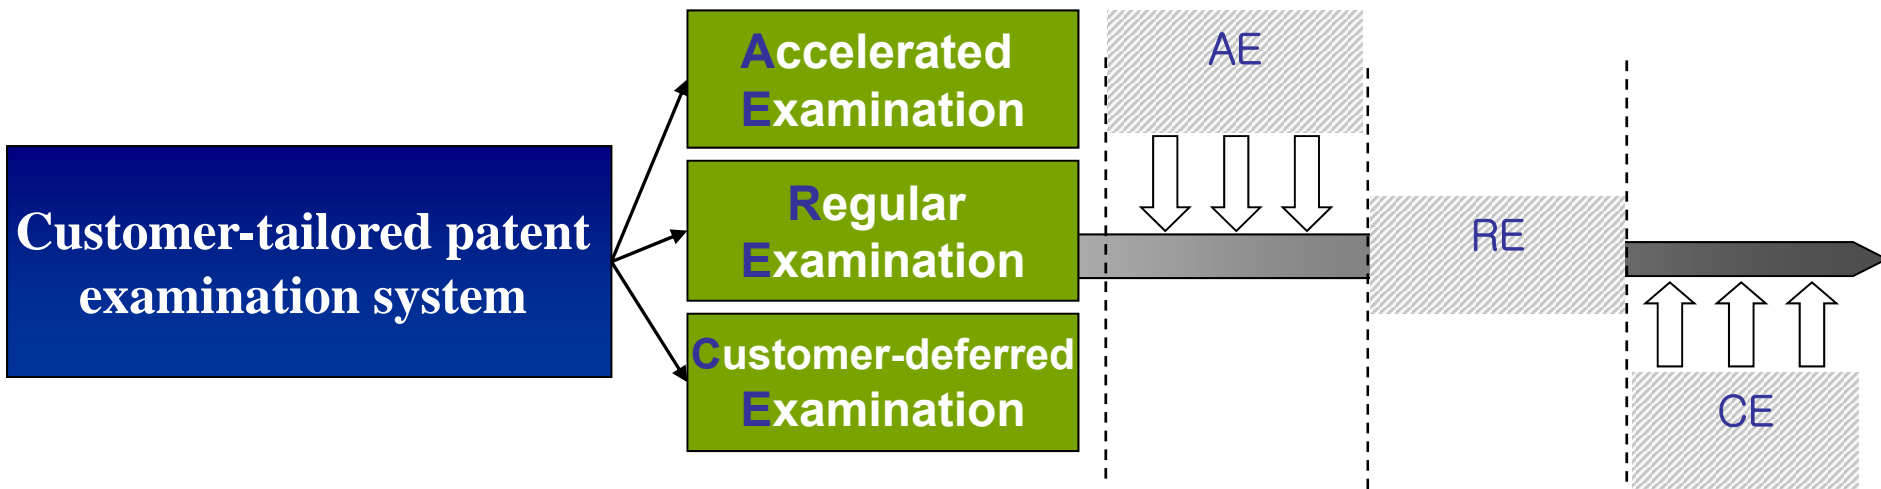 Customer-tailored patent
examination system
Accelerated
Examination
Regular
Examination
Customer-deferred
Examination
AE
RE
CE